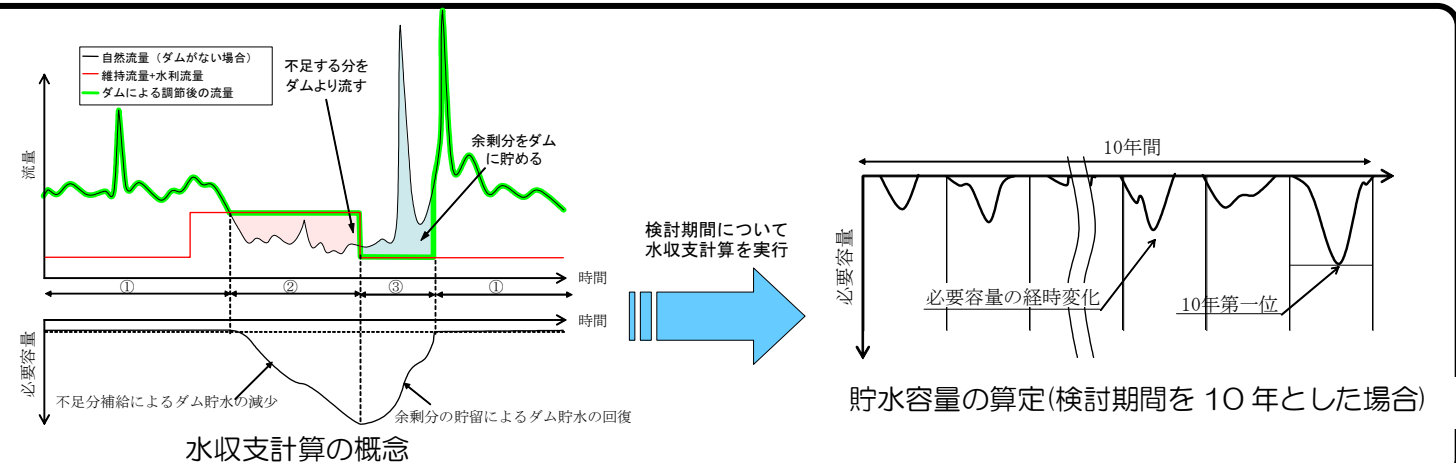 自然流量（ダムがない場合）
維持流量+水利流量
ダムによる調節後の流量
不足する分を
ダムより流す
余剰分をダム
に貯める
流量
時間
①
②
③
①
時間
必要容量
不足分補給によるダム貯水の減少
余剰分の貯留によるダム貯水の回復
水収支計算の概念
検討期間について
水収支計算を実行
10年間
必要容量
必要容量の経時変化
10年第一位
貯水容量の算定(検討期間を 10 年とした場合)